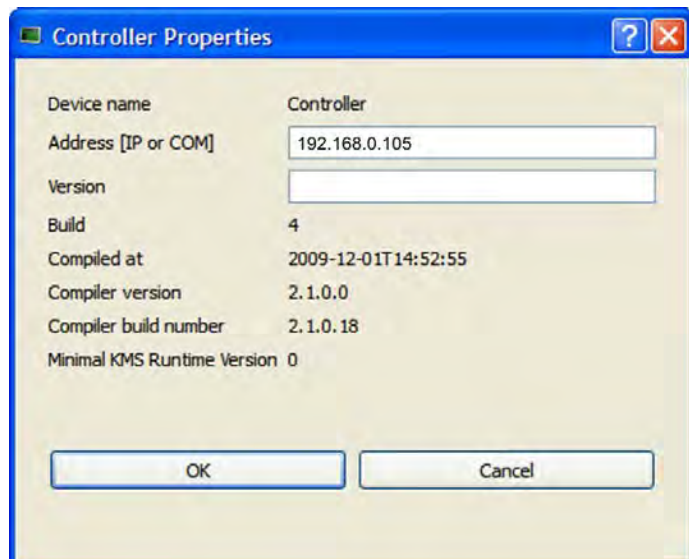 Controller Properties
Device name Controller
Address [IP or COM] 192.168.0.105
Version
Build 4
Compiled at 2009-12-01T14:52:55
Compiler version 2.1.0.0
Compiler build number 2.1.0.18
Minimal KMS Runtime Version 0
OK Cancel